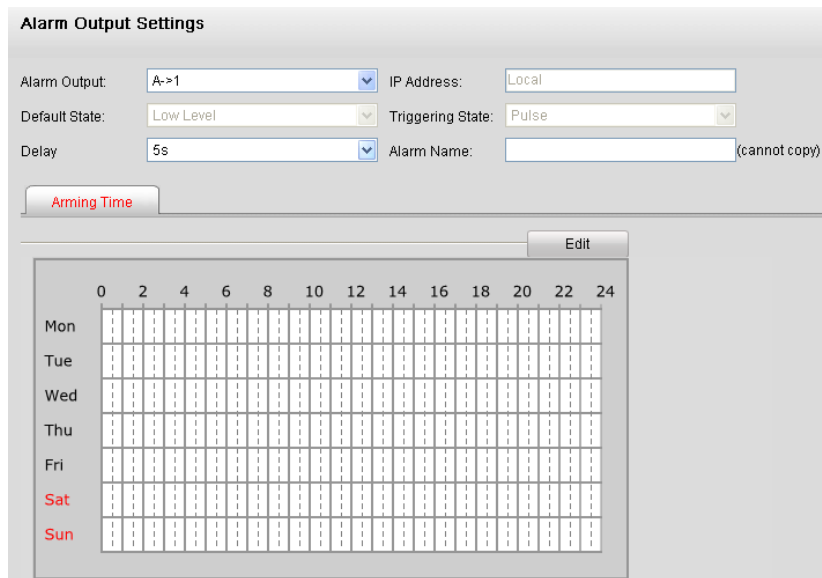 Alarm Output Settings
Alarm Output: A->1 IP Address: Local
Default State: Low Level Triggering State: Pulse
Delay 5s Alarm Name: (cannot copy)
Arming Time
Edit
0 2 4 6 8 10 12 14 16 18 20 22 24
Mon
Tue
Wed
Thu
Fri
Sat
Sun